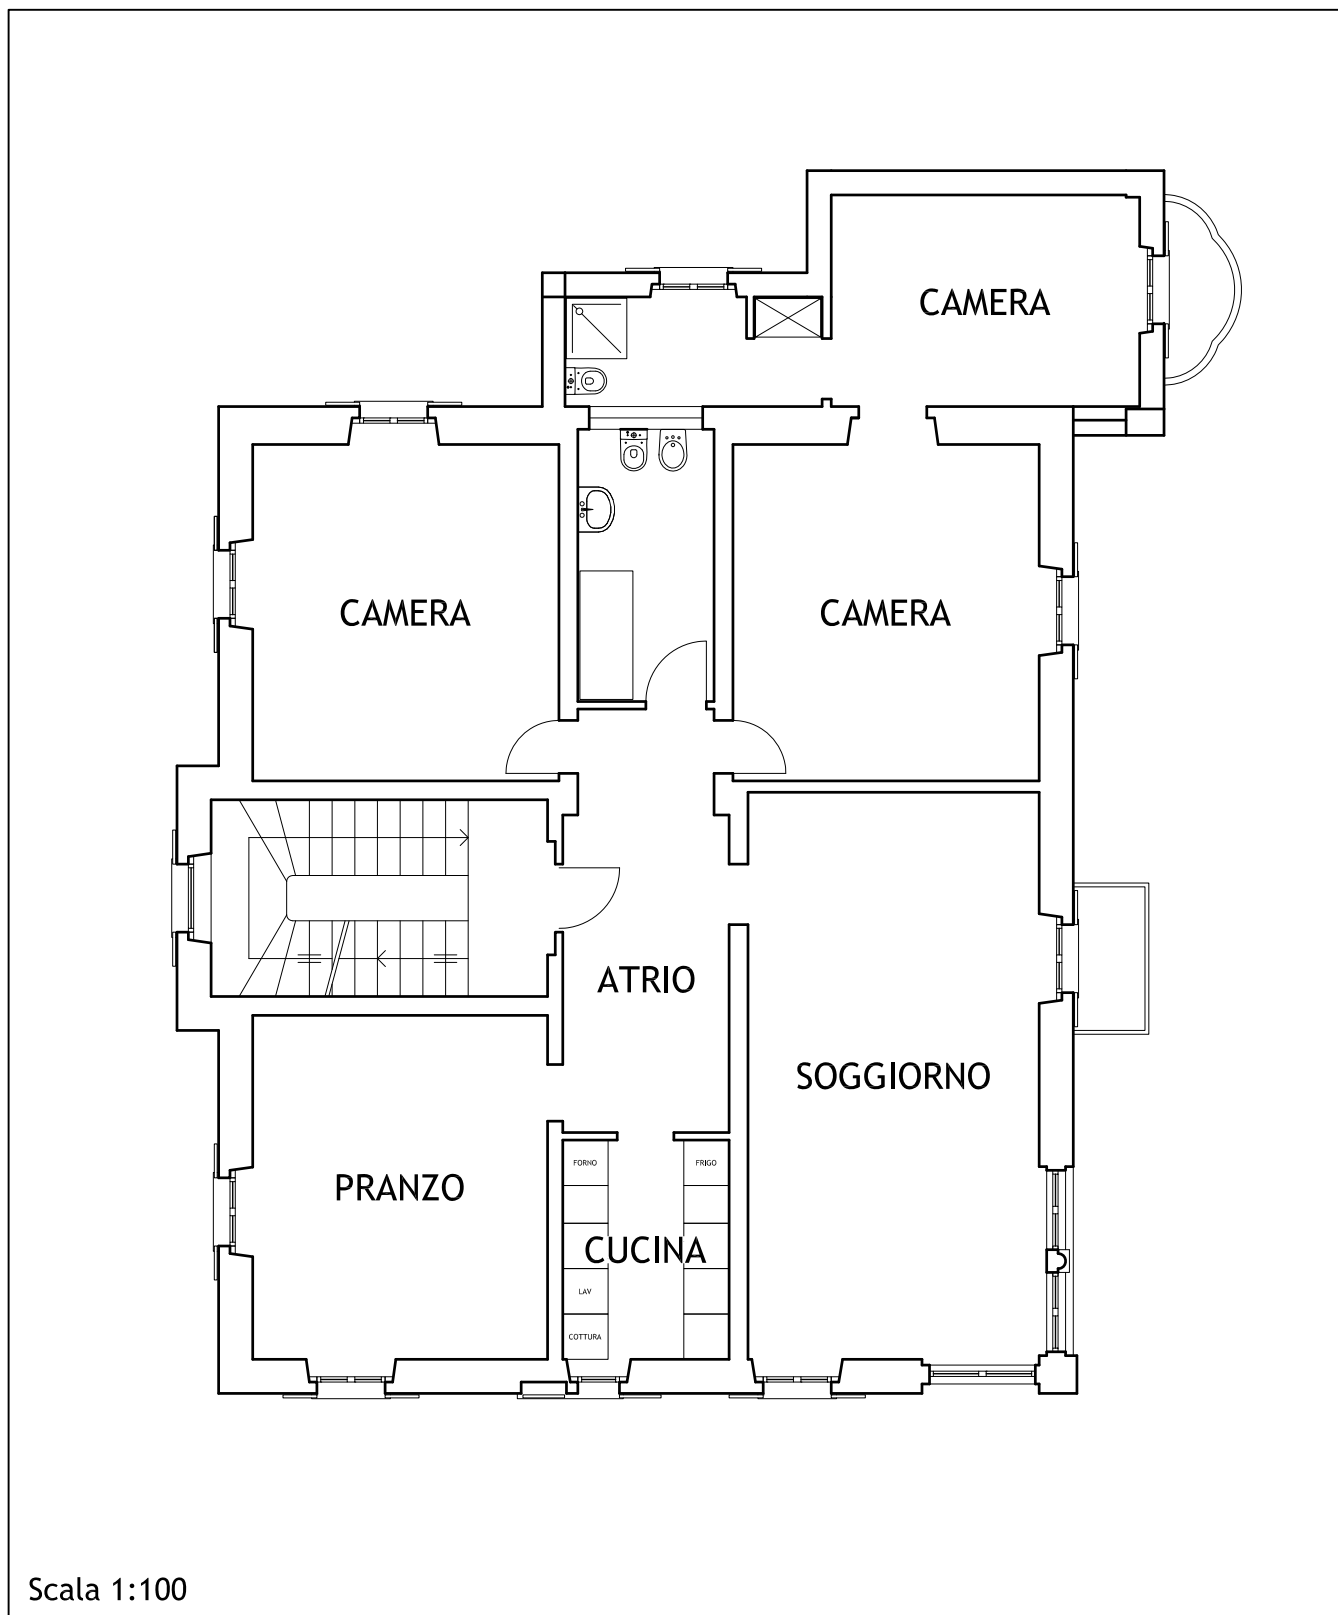 CAMERA
CAMERA
CAMERA
ATRIO
SOGGIORNO
PRANZO
FORNO
FRIGO
CUCINA
LAV
COTTURA
Scala 1:100